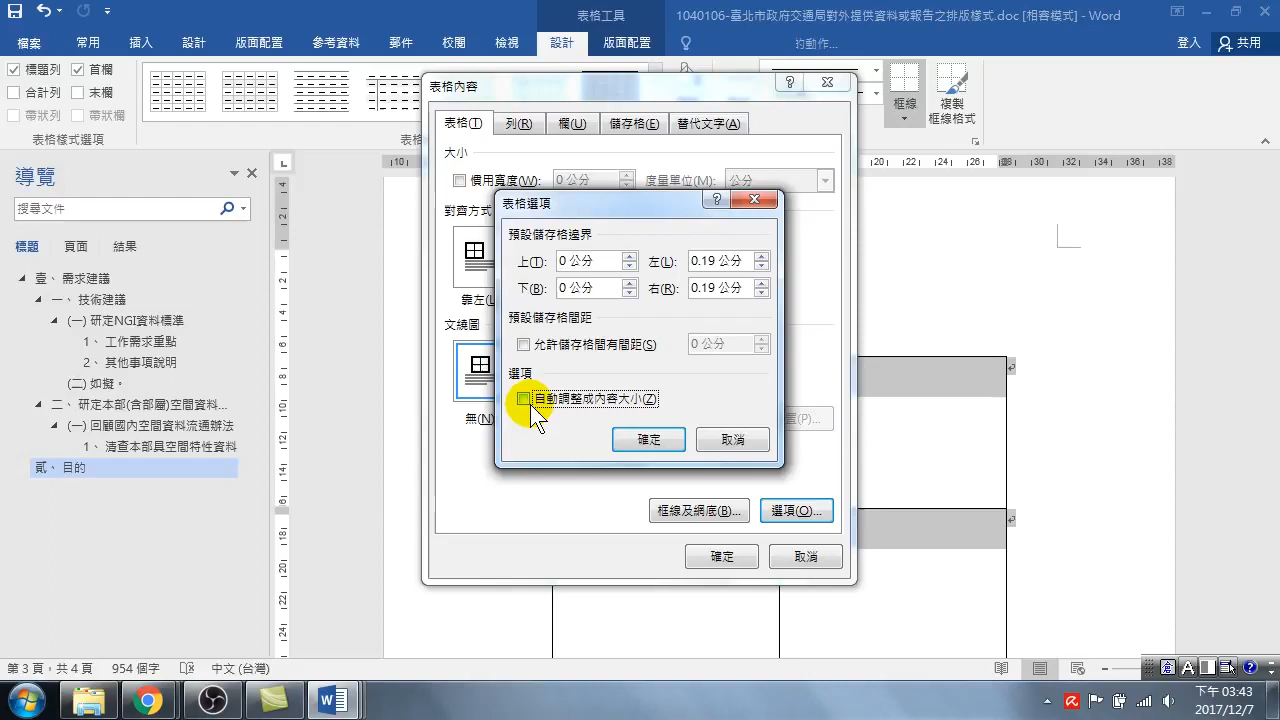 表格工具
1040106-臺北市政府交通局對外提供資料或報告之排版樣式.doc [相容模式] - Word
檔案 常用 插入 設計 版面配置 參考資料 郵件 校閱 檢視 設計 版面配置 的動作... 登入 共用
標題列 首欄
合計列 末欄
帶狀列 帶狀欄
表格樣式選項
框線
複製
框線格式
導覽
搜尋文件
標題 頁面 結果
壹、 需求建議
一、 技術建議
(一) 研定NGI資料標準
1、 工作需求重點
2、 其他事項說明
(二) 如擬。
二、 研定本部(含部屬)空間資料...
(一) 回顧國內空間資料流通辦法
1、 清查本部具空間特性資料
貳、 目的
表格內容
表格(T) 列(R) 欄(U) 儲存格(E) 替代文字(A)
大小
慣用寬度(W): 0 公分 度量單位(M): 公分
對齊方式
靠左(L
文繞圖
無(N)
置(P)...
框線及網底(B)... 選項(O)...
確定 取消
表格選項
預設儲存格邊界
上(T): 0 公分 左(L): 0.19 公分
下(B): 0 公分 右(R): 0.19 公分
預設儲存格間距
允許儲存格間有間距(S) 0 公分
選項
自動調整成內容大小(Z)
確定 取消
|10| |20| |22| |24| |26| |28| |30| |32| |34| |36| |38
第 3 頁，共 4 頁 954 個字 中文 (台灣)
下午 03:43
2017/12/7